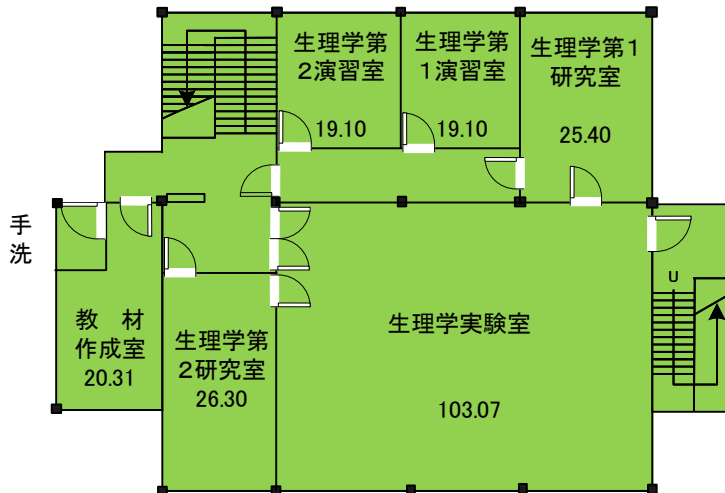 生理学第
2演習室
19.10
生理学第
1演習室
19.10
生理学第1
研究室
25.40
手
洗
教 材
作成室
20.31
生理学第
2研究室
26.30
生理学実験室
103.07
U